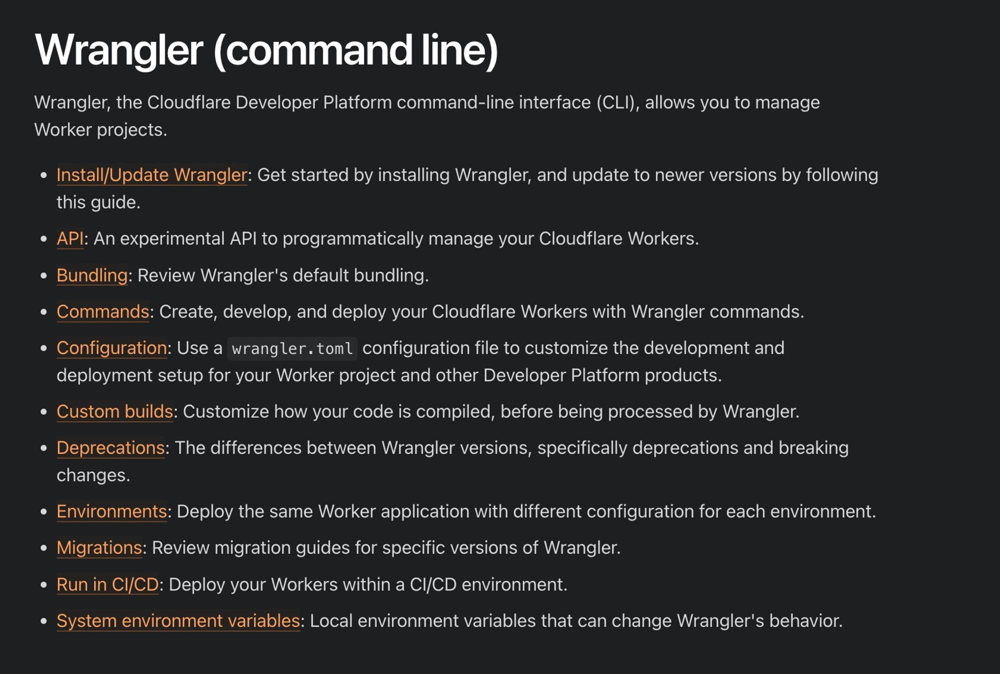 Wrangler (command line)
Wrangler, the Cloudflare Developer Platform command-line interface (CLI), allows you to manage
Worker projects.
• Install/Update Wrangler: Get started by installing Wrangler, and update to newer versions by following
this guide.
• API: An experimental API to programmatically manage your Cloudflare Workers.
• Bundling: Review Wrangler's default bundling.
• Commands: Create, develop, and deploy your Cloudflare Workers with Wrangler commands.
• Configuration: Use a wrangler.toml configuration file to customize the development and
deployment setup for your Worker project and other Developer Platform products.
• Custom builds: Customize how your code is compiled, before being processed by Wrangler.
• Deprecations: The differences between Wrangler versions, specifically deprecations and breaking
changes.
• Environments: Deploy the same Worker application with different configuration for each environment.
• Migrations: Review migration guides for specific versions of Wrangler.
• Run in CI/CD: Deploy your Workers within a CI/CD environment.
• System environment variables: Local environment variables that can change Wrangler's behavior.